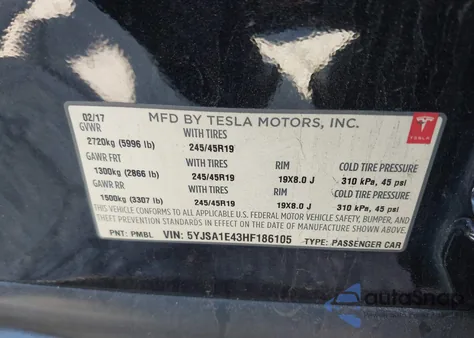 02/17 MFD BY TESLA MOTORS, INC.
GVWR WITH TIRES
2720kg (5996 lb) 245/45R19 TESLA
GAWR FRT WITH TIRES RIM COLD TIRE PRESSURE
1300kg (2866 lb) 245/45R19 19X8.0 J 310 kPa, 45 psi
GAWR RR WITH TIRES RIM COLD TIRE PRESSURE
1500kg (3307 lb) 245/45R19 19X8.0 J 310 kPa, 45 psi
THIS VEHICLE CONFORMS TO ALL APPLICABLE U.S. FEDERAL MOTOR VEHICLE SAFETY, BUMPER, AND
THEFT PREVENTION STANDARDS IN EFFECT ON THE DATE OF MANUFACTURE SHOWN ABOVE.
PNT: PMBL VIN: 5YJSA1E43HF186105 TYPE: PASSENGER CAR
autoSnap